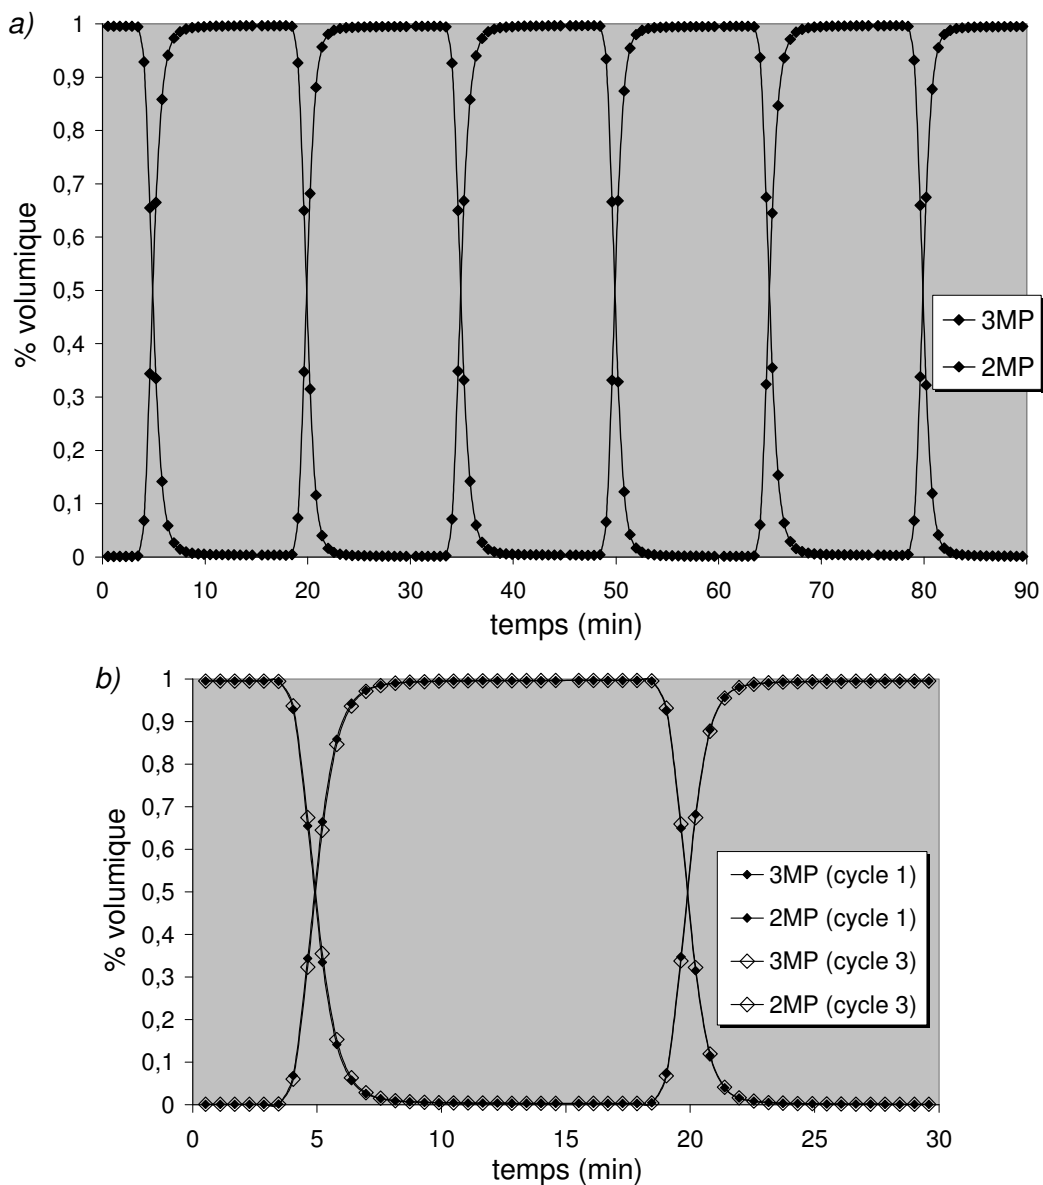 a)
1
0,9
0,8
0,7
0,6
0,5
0,4
0,3
0,2
0,1
0
% volumique
0 10 20 30 40 50 60 70 80 90
temps (min)
3MP
2MP
b)
1
0,9
0,8
0,7
0,6
0,5
0,4
0,3
0,2
0,1
0
% volumique
0 5 10 15 20 25 30
temps (min)
3MP (cycle 1)
2MP (cycle 1)
3MP (cycle 3)
2MP (cycle 3)